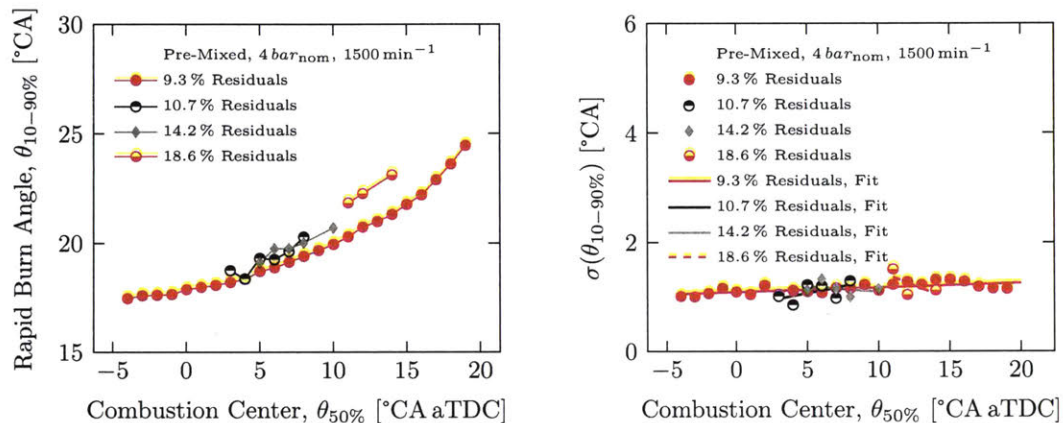 30
25
20
15
Rapid Burn Angle, θ10−90% [°CA]
Pre-Mixed, 4 bar nom, 1500 min−1
9.3 % Residuals
10.7 % Residuals
14.2 % Residuals
18.6 % Residuals
−5 0 5 10 15 20
Combustion Center, θ50% [°CA aTDC]
6
4
2
0
σ(θ10−90%) [°CA]
Pre-Mixed, 4 bar nom, 1500 min−1
9.3 % Residuals
10.7 % Residuals
14.2 % Residuals
18.6 % Residuals
9.3 % Residuals, Fit
10.7 % Residuals, Fit
14.2 % Residuals, Fit
18.6 % Residuals, Fit
−5 0 5 10 15 20
Combustion Center, θ50% [°CA aTDC]